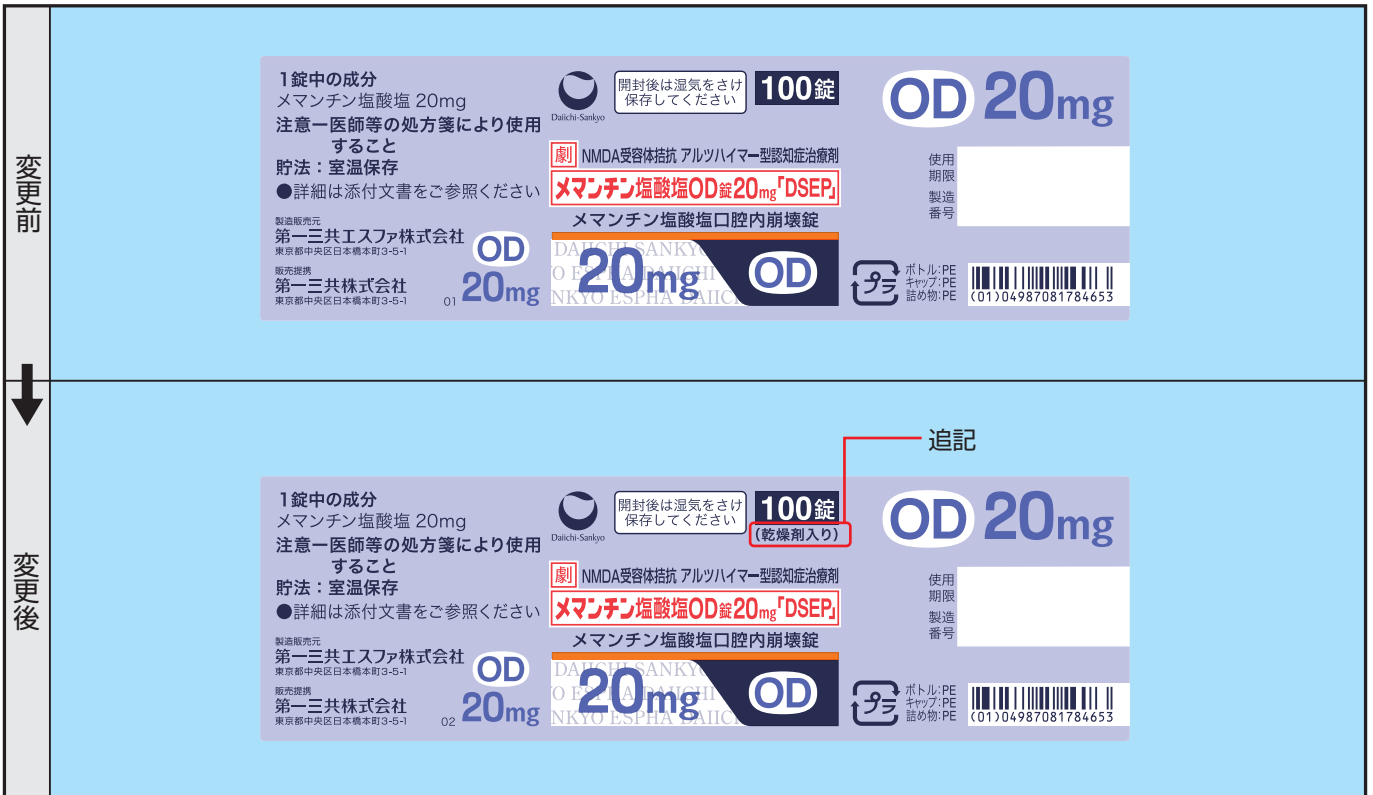 変更前
1錠中の成分
メマンチン塩酸塩 20mg
注意ー医師等の処方箋により使用
すること
貯法：室温保存
●詳細は添付文書をご参照ください
製造販売元
第一三共エスファ株式会社
東京都中央区日本橋本町3-5-1
販売提携
第一三共株式会社
東京都中央区日本橋本町3-5-1
01
OD
20mg
Daiichi-Sankyo
開封後は湿気をさけ
保存してください
100錠
劇 NMDA受容体拮抗 アルツハイマー型認知症治療剤
メマンチン塩酸塩OD錠20mg「DSEP」
メマンチン塩酸塩口腔内崩壊錠
DAIICHI SANKYO
O ESPHA DAIICHI
NKYO ESPHA DAIIC
20mg OD
OD 20mg
使用
期限
製造
番号
プラ
ボトル:PE
キャップ:PE
詰め物:PE
(01)04987081784653
変更後
追記
1錠中の成分
メマンチン塩酸塩 20mg
注意ー医師等の処方箋により使用
すること
貯法：室温保存
●詳細は添付文書をご参照ください
製造販売元
第一三共エスファ株式会社
東京都中央区日本橋本町3-5-1
販売提携
第一三共株式会社
東京都中央区日本橋本町3-5-1
02
OD
20mg
Daiichi-Sankyo
開封後は湿気をさけ
保存してください
100錠
(乾燥剤入り)
劇 NMDA受容体拮抗 アルツハイマー型認知症治療剤
メマンチン塩酸塩OD錠20mg「DSEP」
メマンチン塩酸塩口腔内崩壊錠
DAIICHI SANKYO
O ESPHA DAIICHI
NKYO ESPHA DAIIC
20mg OD
OD 20mg
使用
期限
製造
番号
プラ
ボトル:PE
キャップ:PE
詰め物:PE
(01)04987081784653